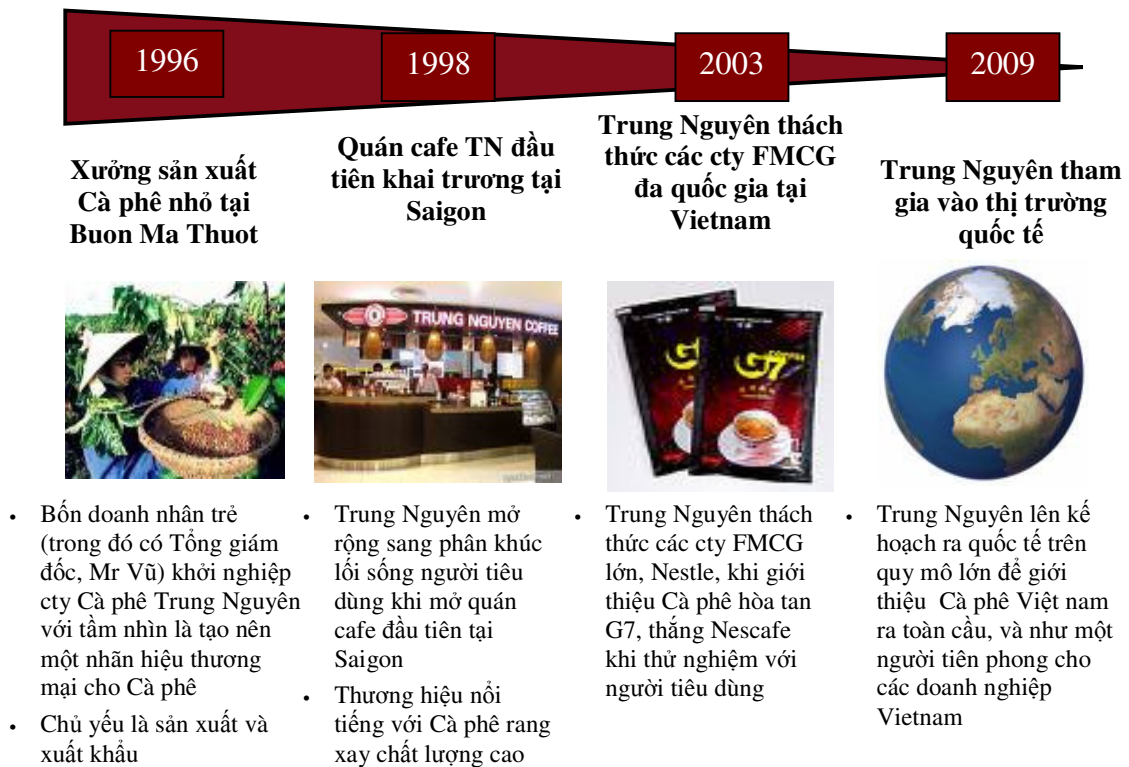 1996
1998
2003
2009
Xưởng sản xuất
Cà phê nhỏ tại
Buon Ma Thuot
Quán cafe TN đầu
tiên khai trương tại
Saigon
Trung Nguyên thách
thức các cty FMCG
đa quốc gia tại
Vietnam
Trung Nguyên tham
gia vào thị trường
quốc tế
TRUNG NGUYEN COFFEE
G7
G7
• Bốn doanh nhân trẻ
(trong đó có Tổng giám
đốc, Mr Vũ) khởi nghiệp
cty Cà phê Trung Nguyên
với tầm nhìn là tạo nên
một nhãn hiệu thương
mại cho Cà phê
• Chủ yếu là sản xuất và
xuất khẩu
• Trung Nguyên mở
rộng sang phân khúc
lối sống người tiêu
dùng khi mở quán
cafe đầu tiên tại
Saigon
• Thương hiệu nổi
tiếng với Cà phê rang
xay chất lượng cao
• Trung Nguyên thách
thức các cty FMCG
lớn, Nestle, khi giới
thiệu Cà phê hòa tan
G7, thắng Nescafe
khi thử nghiệm với
người tiêu dùng
• Trung Nguyên lên kế
hoạch ra quốc tế trên
quy mô lớn để giới
thiệu Cà phê Việt nam
ra toàn cầu, và như một
người tiên phong cho
các doanh nghiệp
Vietnam